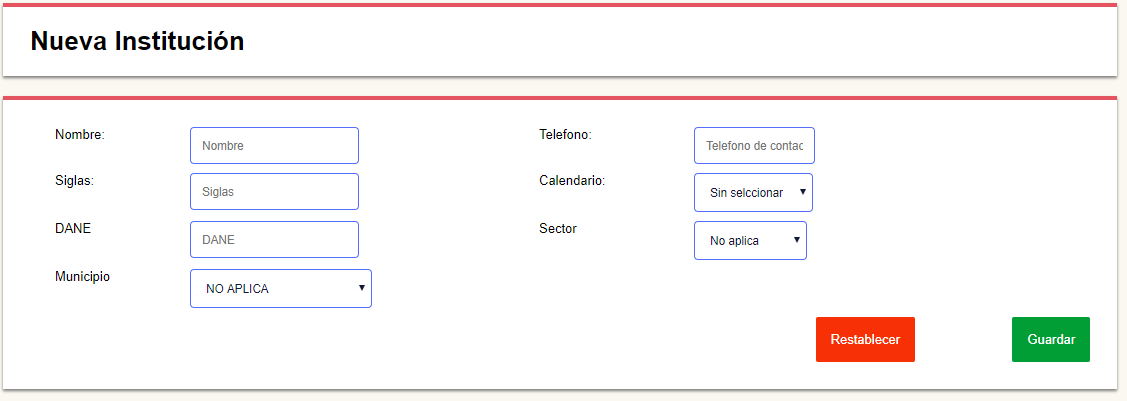 Nueva Institución
Nombre: Nombre Telefono: Telefono de contac
Siglas: Siglas Calendario: Sin selccionar
DANE DANE Sector No aplica
Municipio NO APLICA
Restablecer Guardar